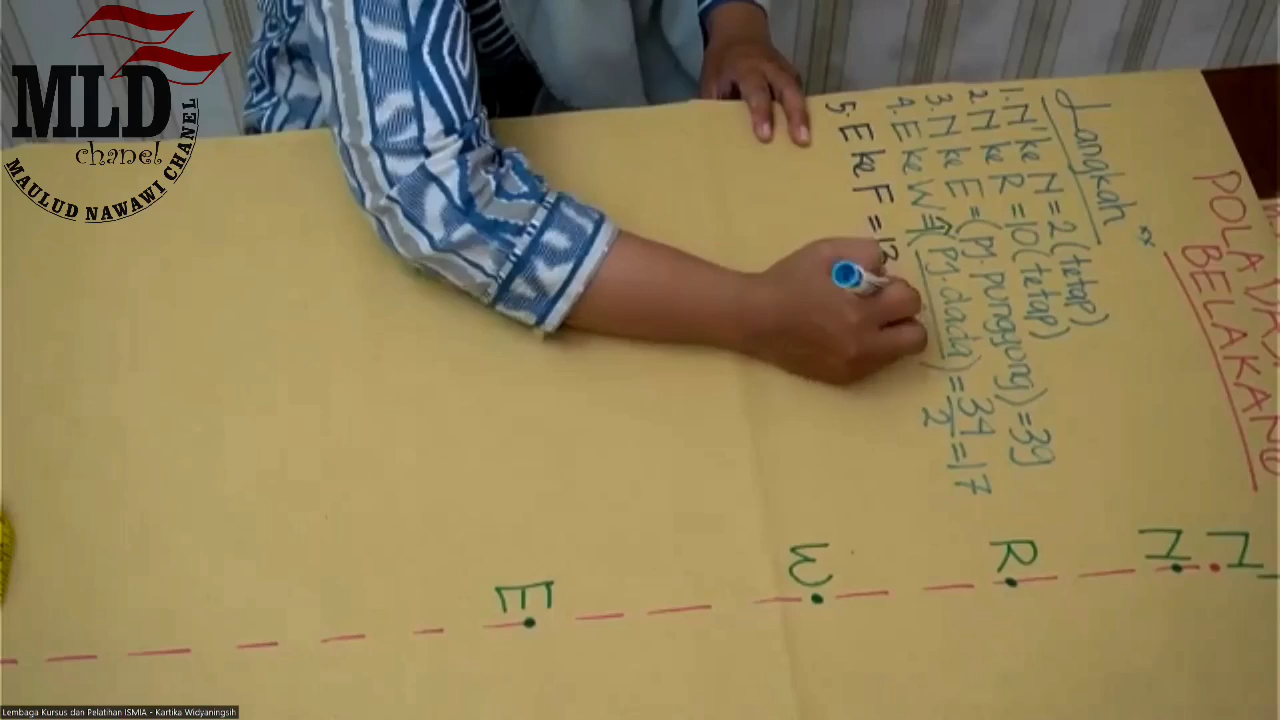 MLD
chanel
MAULUD NAWAWI CHANEL
POLA
BELAKANG
Langkah"
1. N' ke N = 2 (tetap)
2. N ke R = 10 (tetap)
3. N ke E = (pj. punggung) = 39
4. E ke W = (pj. dada) = 34/2 = 17
5. E ke F = 13
N'
N
R
W
E
Lembaga Kursus dan Pelatihan ISMIA - Kartika Widyaningsih